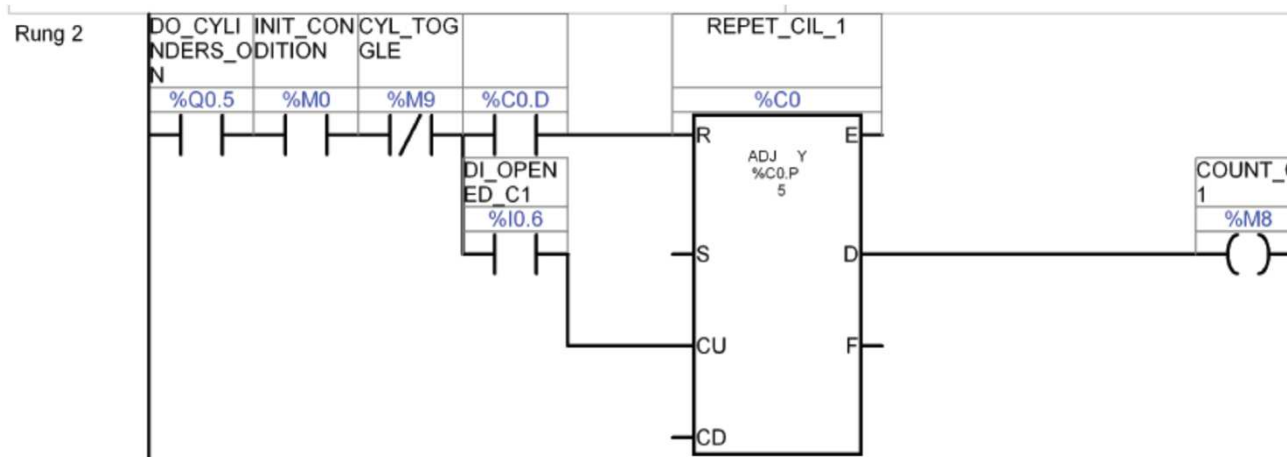 Rung 2
DO_CYLI
NDERS_O
N
INIT_CON
DITION
CYL_TOG
GLE
REPET_CIL_1
%Q0.5
%M0
%M9
%C0.D
%C0
R
E
ADJ Y
%C0.P
5
DI_OPEN
ED_C1
%I0.6
COUNT_
1
%M8
S
D
CU
F
CD